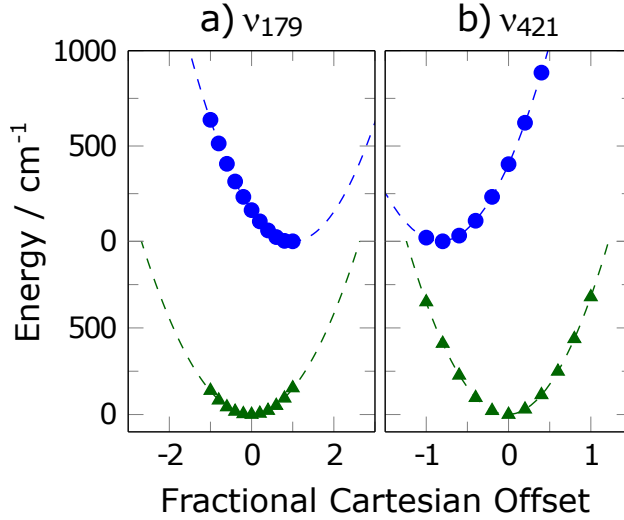 a) ν179
b) ν421
1000
500
0
500
0
Energy / cm-1
-2
0
2
-1
0
1
Fractional Cartesian Offset